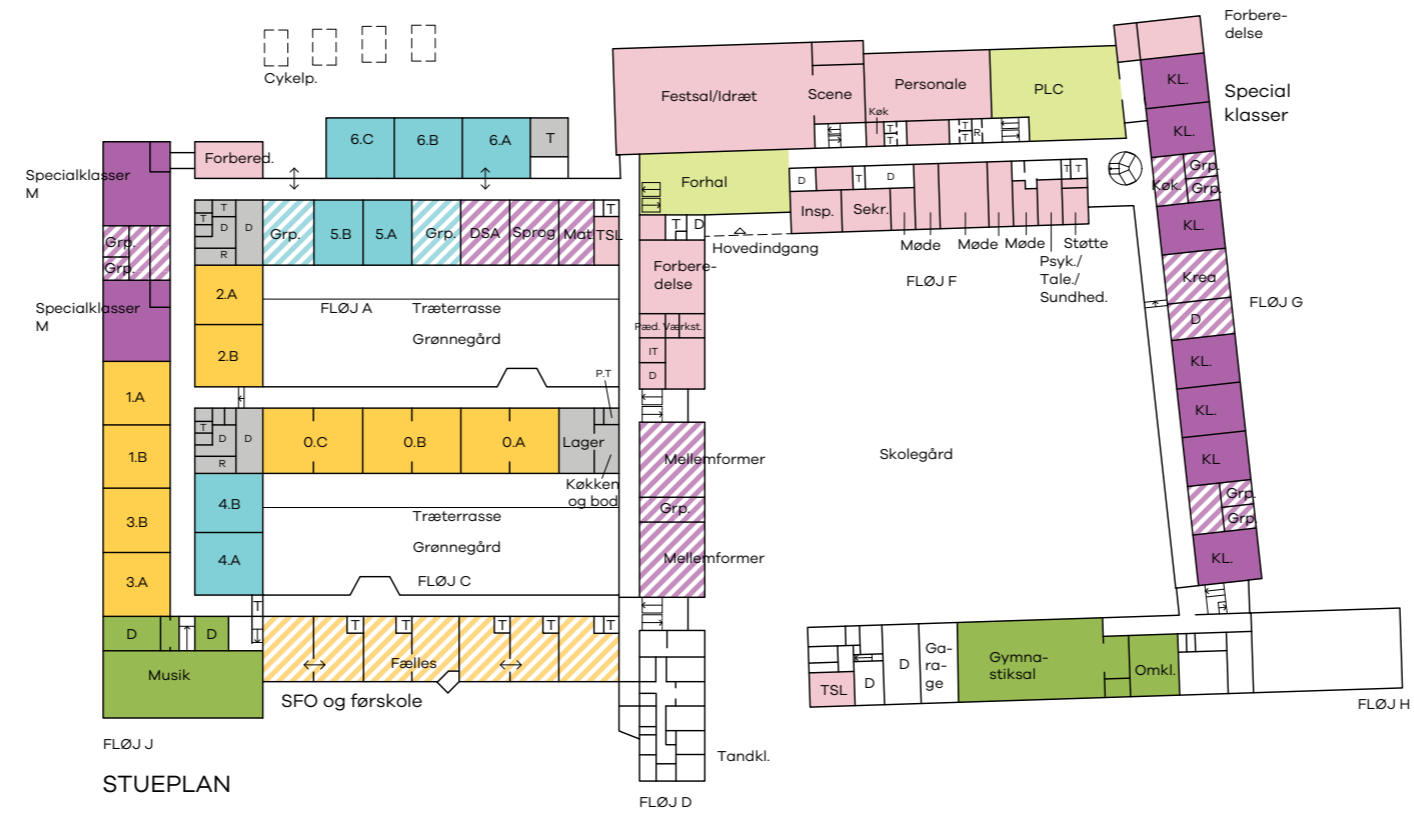 Cykelp.
Forbere-
delse
Special
klasser
Festsal/Idræt
Scene
Personale
PLC
Køk
T
T
T
T
R
KL.
KL.
6.C
6.B
6.A
T
Specialklasser
M
Forbered.
Forhal
D
T
D
T
T
Insp.
Sekr.
Møde
Møde
Møde
Støtte
Psyk./
Tale./
Sundhed.
FLØJ F
Køk.
Grp.
Grp.
KL.
Krea
D
FLØJ G
KL.
KL.
KL
Grp.
Grp.
KL.
T
T
D
D
R
Grp.
5.B
5.A
Grp.
DSA
Sprog
Mat
T
TSL
T
D
Hovedindgang
Grp.
Grp.
Specialklasser
M
2.A
2.B
FLØJ A
Træterrasse
Grønnegård
Forbere-
delse
Pæd. Værkst.
IT
D
P.T
1.A
1.B
3.B
3.A
T
D
D
R
0.C
0.B
0.A
Lager
Køkken
og bod
Mellemformer
Grp.
Mellemformer
Skolegård
4.B
4.A
Træterrasse
Grønnegård
FLØJ C
T
D
D
T
T
T
T
T
Fælles
Musik
SFO og førskole
TSL
D
D
Ga-
ra-
ge
Gymna-
stiksal
Omkl.
FLØJ H
Tandkl.
FLØJ J
STUEPLAN
FLØJ D